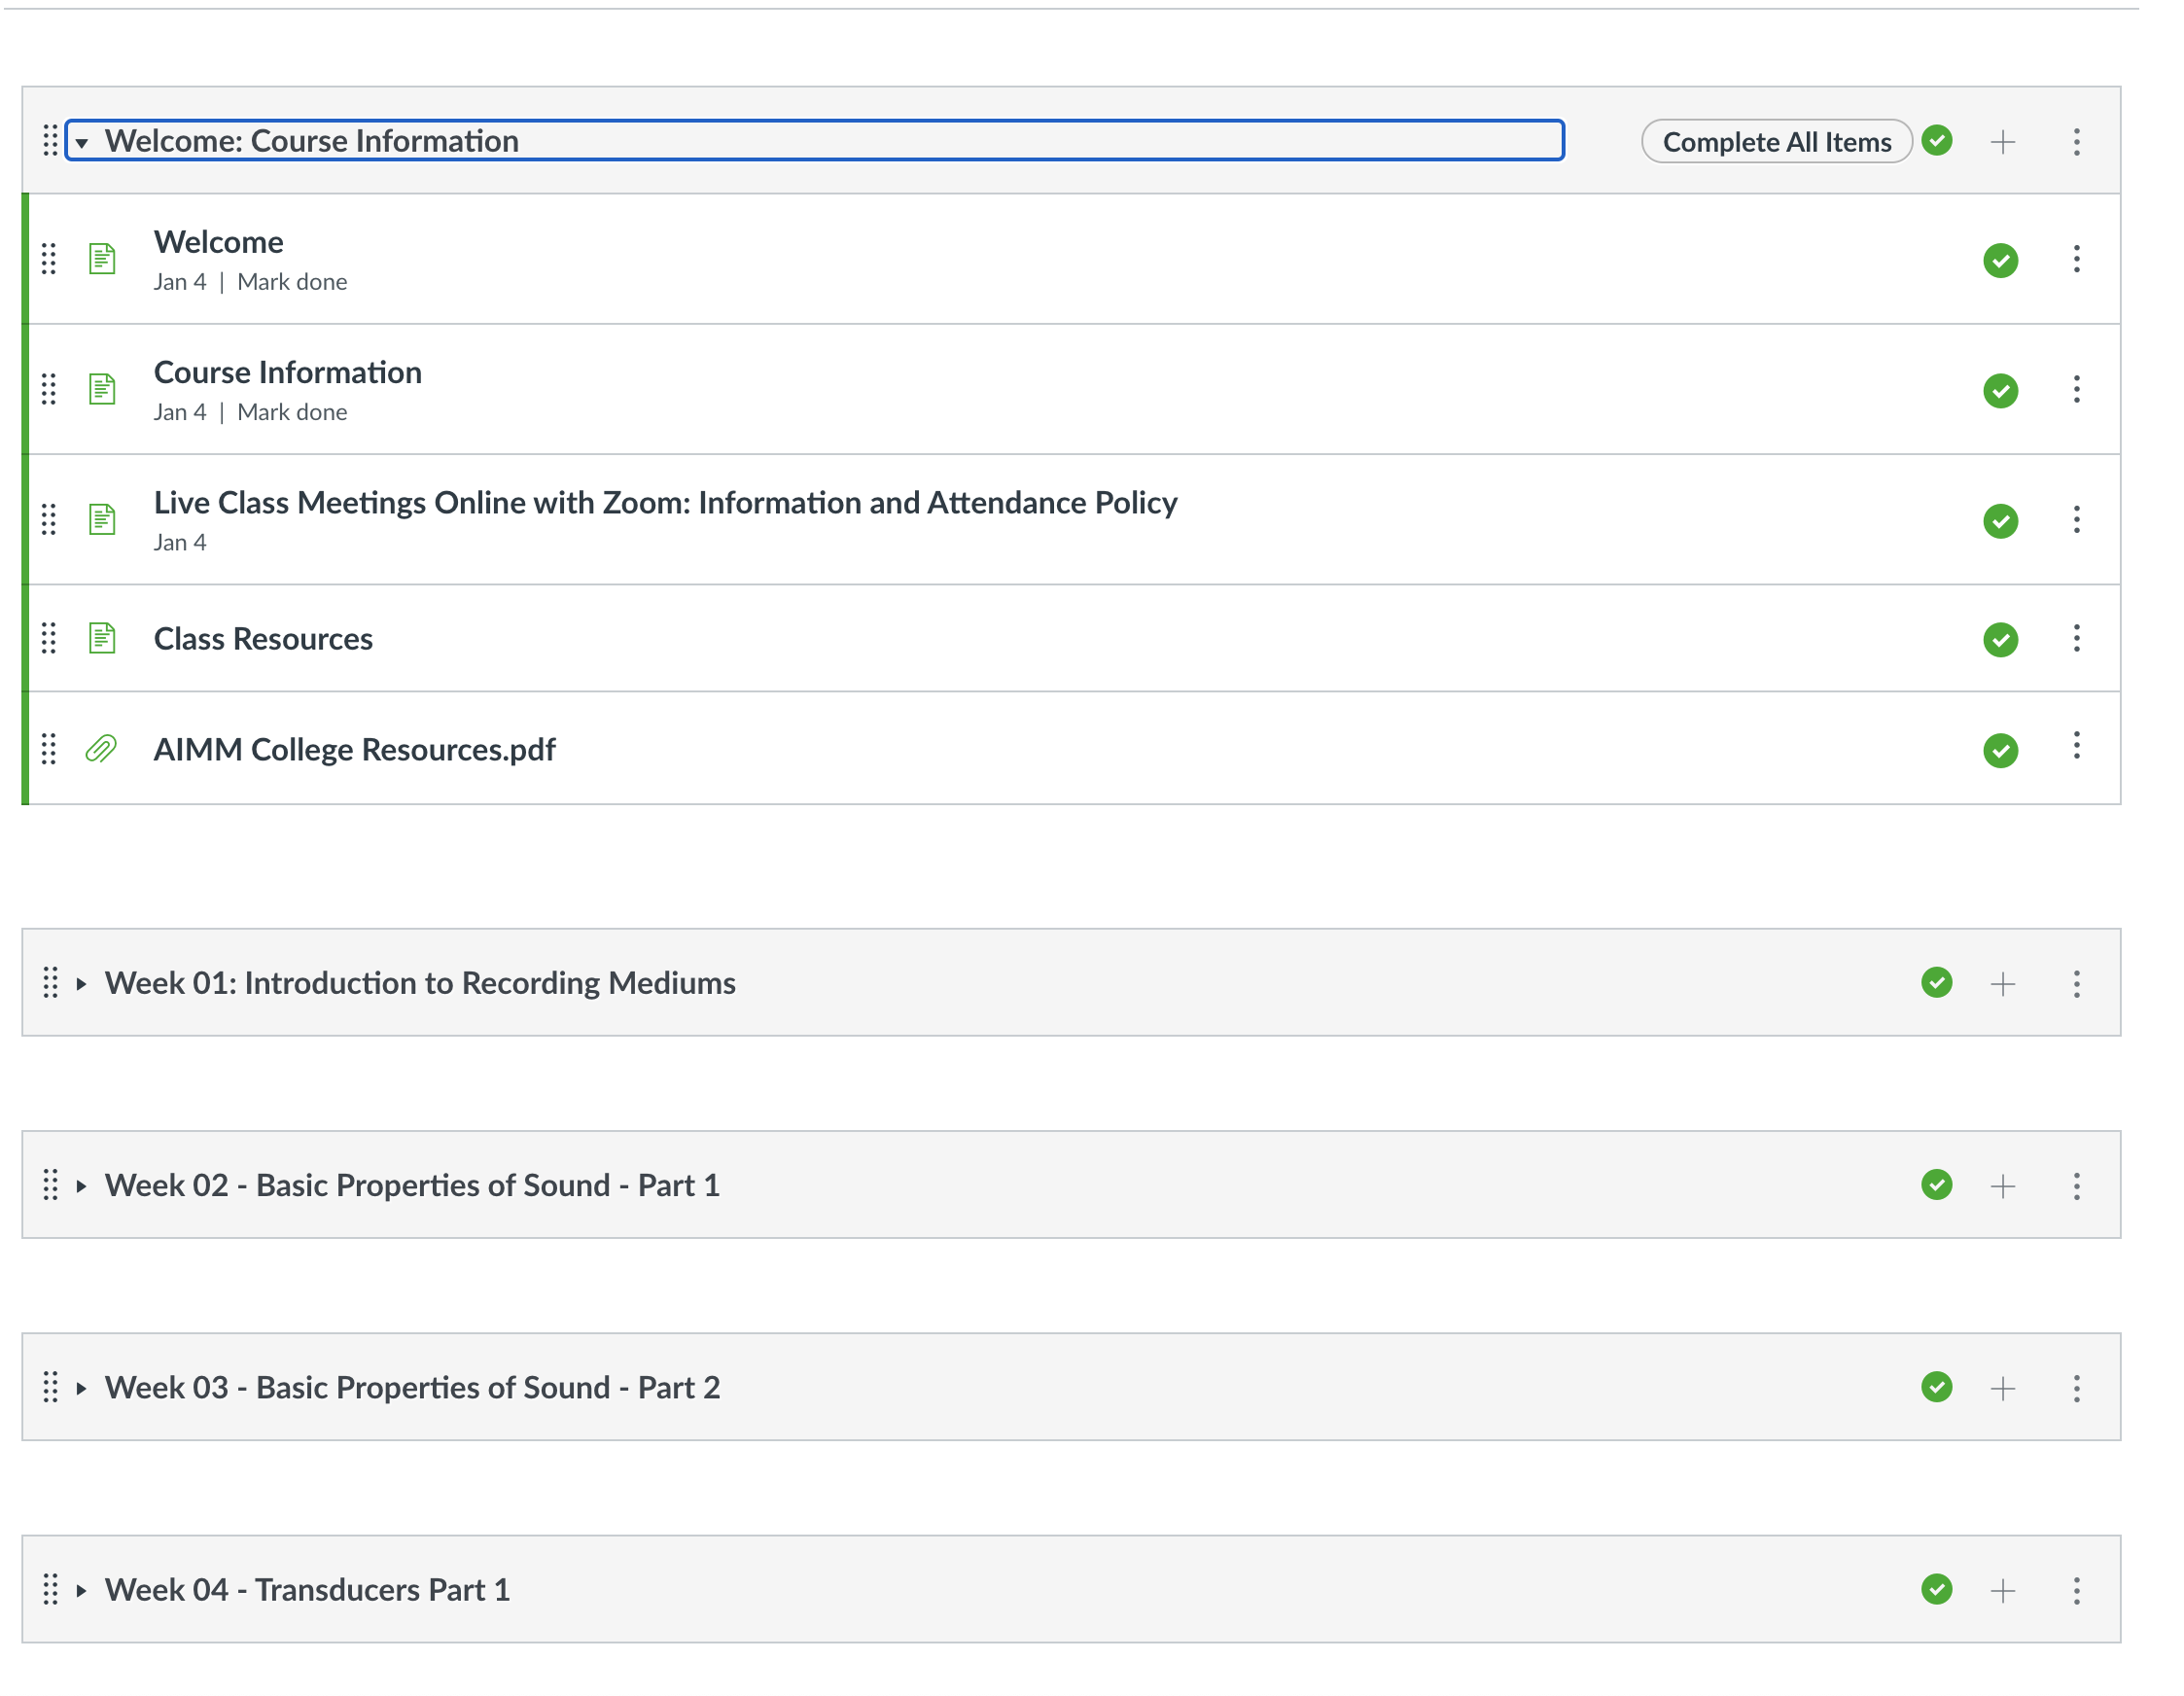 Welcome: Course Information Complete All Items
Welcome
Jan 4 | Mark done
Course Information
Jan 4 | Mark done
Live Class Meetings Online with Zoom: Information and Attendance Policy
Jan 4
Class Resources
AIMM College Resources.pdf
Week 01: Introduction to Recording Mediums
Week 02 - Basic Properties of Sound - Part 1
Week 03 - Basic Properties of Sound - Part 2
Week 04 - Transducers Part 1